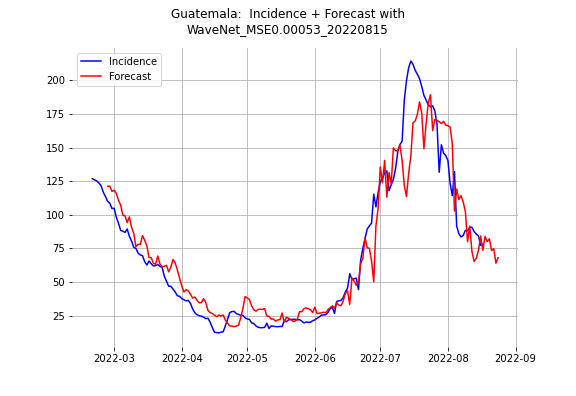 Guatemala:  Incidence + Forecast with
WaveNet_MSE0.00053_20220815
Incidence
Forecast
200
175
150
125
100
75
50
25
2022-03 2022-04 2022-05 2022-06 2022-07 2022-08 2022-09